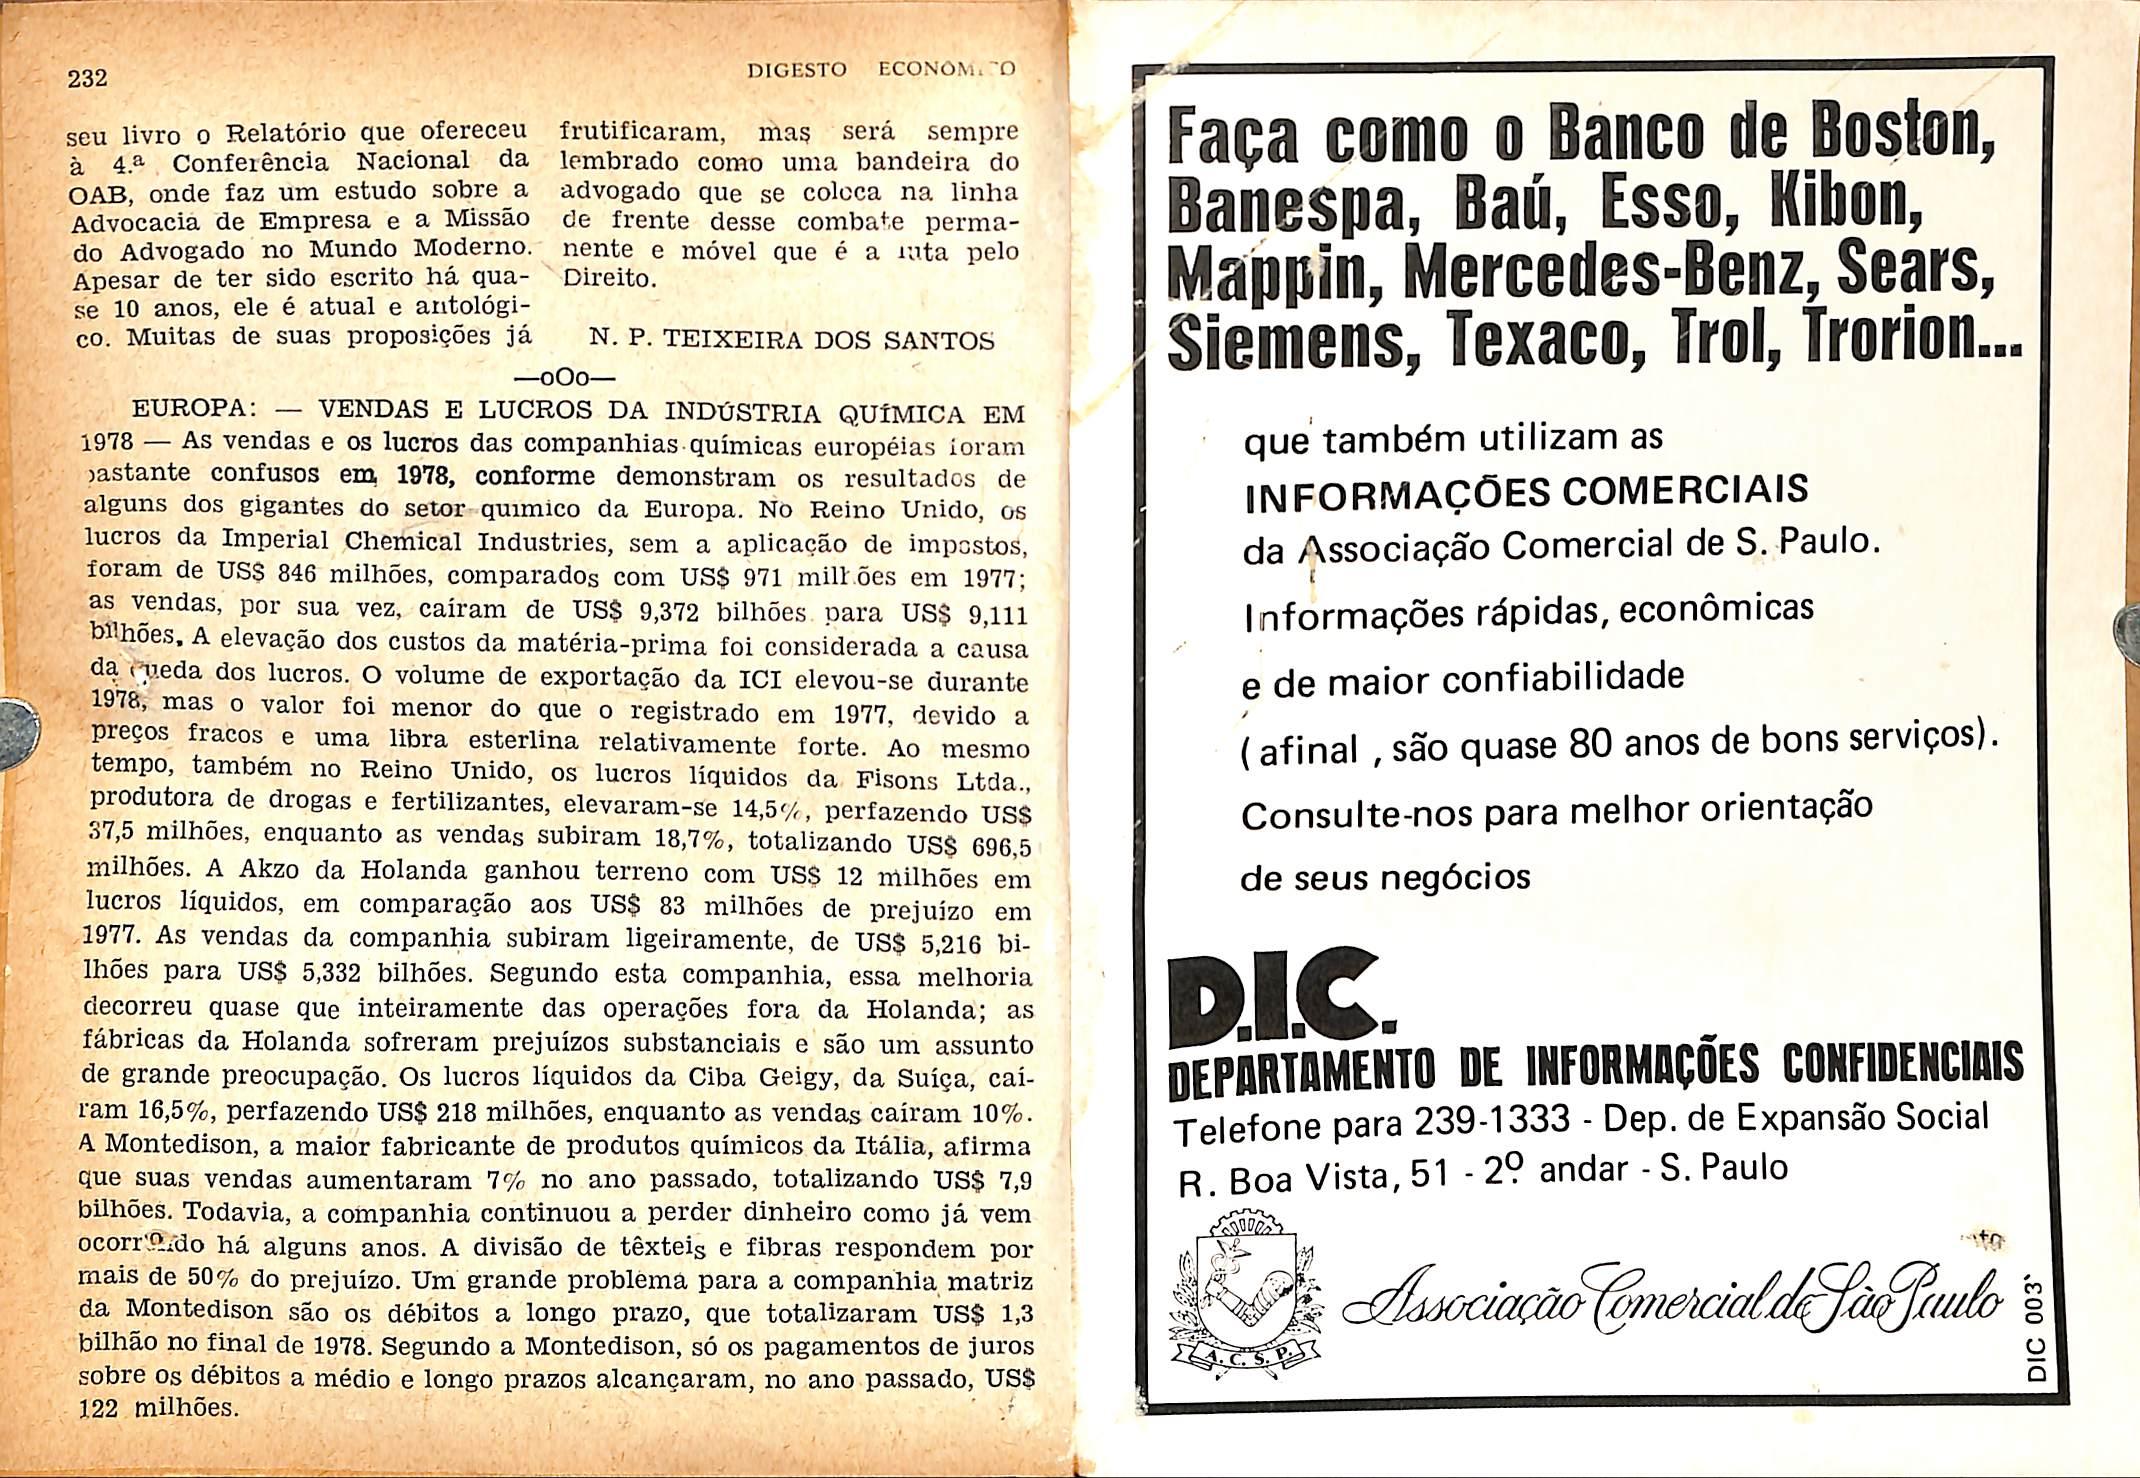 232
DIGESTO ECONÔMICO
seu livro o Relatório que ofereceu
à 4.ª Conferência Nacional da
OAB, onde faz um estudo sobre a
Advocacia de Empresa e a Missão
do Advogado no Mundo Moderno.
Apesar de ter sido escrito há qua-
se 10 anos, ele é atual e antológi-
co. Muitas de suas proposições já
frutificaram, mas será sempre
lembrado como uma bandeira do
advogado que se coloca na linha
de frente desse combate perma-
nente e móvel que é a luta pelo
Direito.
N. P. TEIXEIRA DOS SANTOS
—oOo—
EUROPA: — VENDAS E LUCROS DA INDÚSTRIA QUÍMICA EM
1978 — As vendas e os lucros das companhias químicas européias foram
bastante confusos em 1978, conforme demonstram os resultados de
alguns dos gigantes do setor quimico da Europa. No Reino Unido, os
lucros da Imperial Chemical Industries, sem a aplicação de impostos,
foram de US$ 846 milhões, comparados com US$ 971 milhões em 1977;
as vendas, por sua vez, caíram de US$ 9,372 bilhões para US$ 9,111
bilhões. A elevação dos custos da matéria-prima foi considerada a causa
da queda dos lucros. O volume de exportação da ICI elevou-se durante
1978, mas o valor foi menor do que o registrado em 1977, devido a
preços fracos e uma libra esterlina relativamente forte. Ao mesmo
tempo, também no Reino Unido, os lucros líquidos da Fisons Ltda.,
produtora de drogas e fertilizantes, elevaram-se 14,5%, perfazendo US$
37,5 milhões, enquanto as vendas subiram 18,7%, totalizando US$ 696,5
milhões. A Akzo da Holanda ganhou terreno com US$ 12 milhões em
lucros líquidos, em comparação aos US$ 83 milhões de prejuízo em
1977. As vendas da companhia subiram ligeiramente, de US$ 5,216 bi-
lhões para US$ 5,332 bilhões. Segundo esta companhia, essa melhoria
decorreu quase que inteiramente das operações fora da Holanda; as
fábricas da Holanda sofreram prejuízos substanciais e são um assunto
de grande preocupação. Os lucros líquidos da Ciba Geigy, da Suíça, caí-
ram 16,5%, perfazendo US$ 218 milhões, enquanto as vendas caíram 10%.
A Montedison, a maior fabricante de produtos químicos da Itália, afirma
que suas vendas aumentaram 7% no ano passado, totalizando US$ 7,9
bilhões. Todavia, a companhia continuou a perder dinheiro como já vem
ocorrendo há alguns anos. A divisão de têxteis e fibras respondem por
mais de 50% do prejuízo. Um grande problema para a companhia matriz
da Montedison são os débitos a longo prazo, que totalizaram US$ 1,3
bilhão no final de 1978. Segundo a Montedison, só os pagamentos de juros
sobre os débitos a médio e longo prazos alcançaram, no ano passado, US$
122 milhões.
Faça como o Banco de Boston,
Banespa, Baú, Esso, Kibon,
Mappin, Mercedes-Benz, Sears,
Siemens, Texaco, Trol, Trorion...
que também utilizam as
INFORMAÇÕES COMERCIAIS
da Associação Comercial de S. Paulo.
Informações rápidas, econômicas
e de maior confiabilidade
(afinal, são quase 80 anos de bons serviços).
Consulte-nos para melhor orientação
de seus negócios
D.I.C.
DEPARTAMENTO DE INFORMAÇÕES CONFIDENCIAIS
Telefone para 239-1333 - Dep. de Expansão Social
R. Boa Vista, 51 - 2º andar - S. Paulo
A. C. S. P.
Associação Comercial de São Paulo
DIC 003